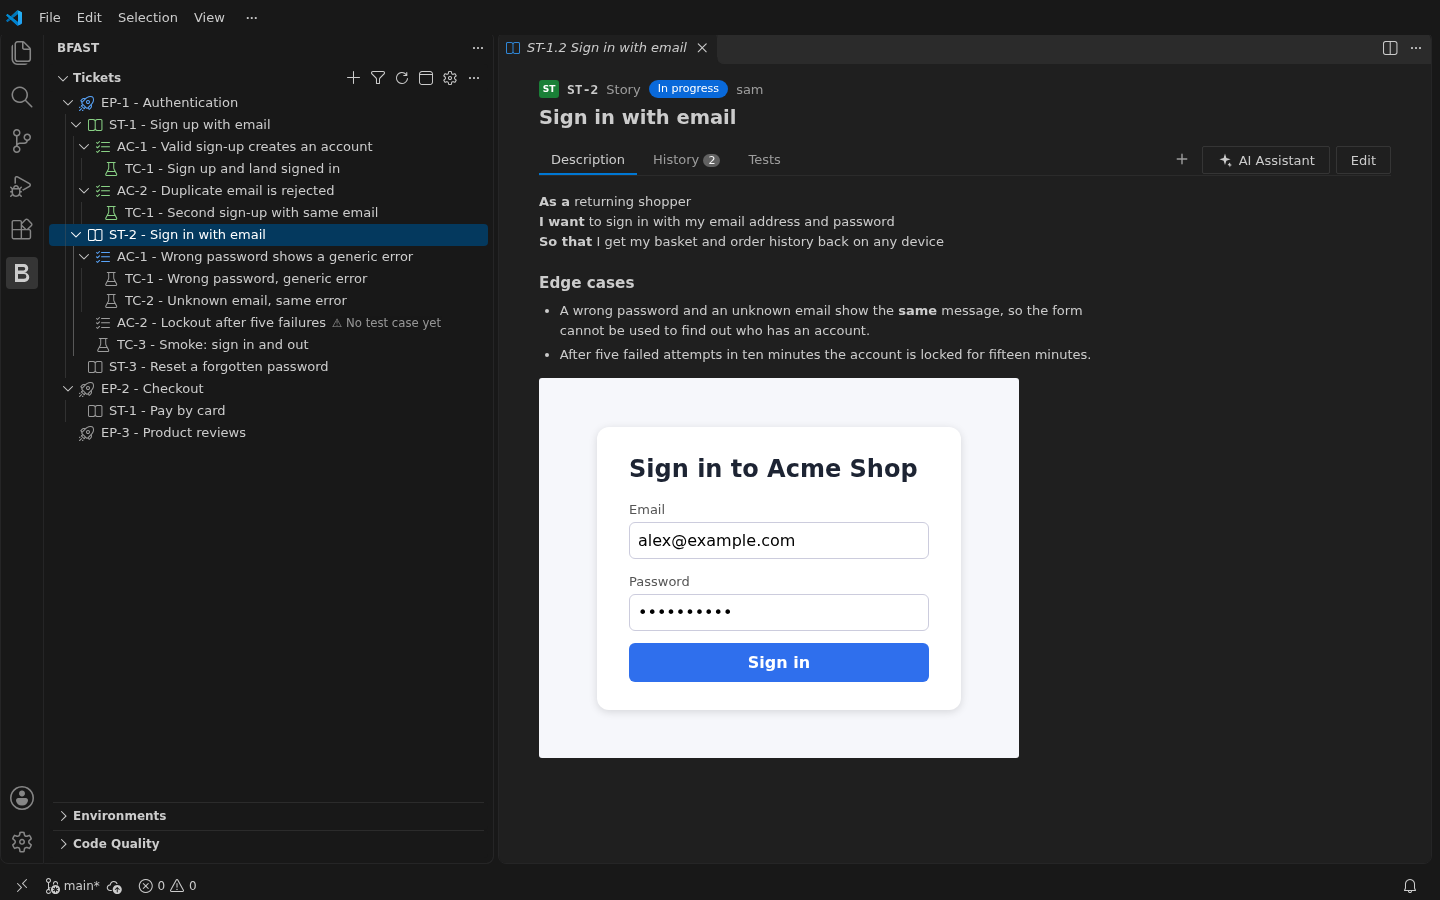 File Edit Selection View ···
BFAST
Tickets
EP-1 - Authentication
ST-1 - Sign up with email
AC-1 - Valid sign-up creates an account
TC-1 - Sign up and land signed in
AC-2 - Duplicate email is rejected
TC-1 - Second sign-up with same email
ST-2 - Sign in with email
AC-1 - Wrong password shows a generic error
TC-1 - Wrong password, generic error
TC-2 - Unknown email, same error
AC-2 - Lockout after five failures ⚠ No test case yet
TC-3 - Smoke: sign in and out
ST-3 - Reset a forgotten password
EP-2 - Checkout
ST-1 - Pay by card
EP-3 - Product reviews
B
Environments
Code Quality
ST-1.2 Sign in with email
ST ST-2 Story In progress sam
Sign in with email
Description History 2 Tests
AI Assistant Edit
As a returning shopper
I want to sign in with my email address and password
So that I get my basket and order history back on any device
Edge cases
• A wrong password and an unknown email show the same message, so the form
cannot be used to find out who has an account.
• After five failed attempts in ten minutes the account is locked for fifteen minutes.
Sign in to Acme Shop
Email
alex@example.com
Password
••••••••••
Sign in
main* 0 0